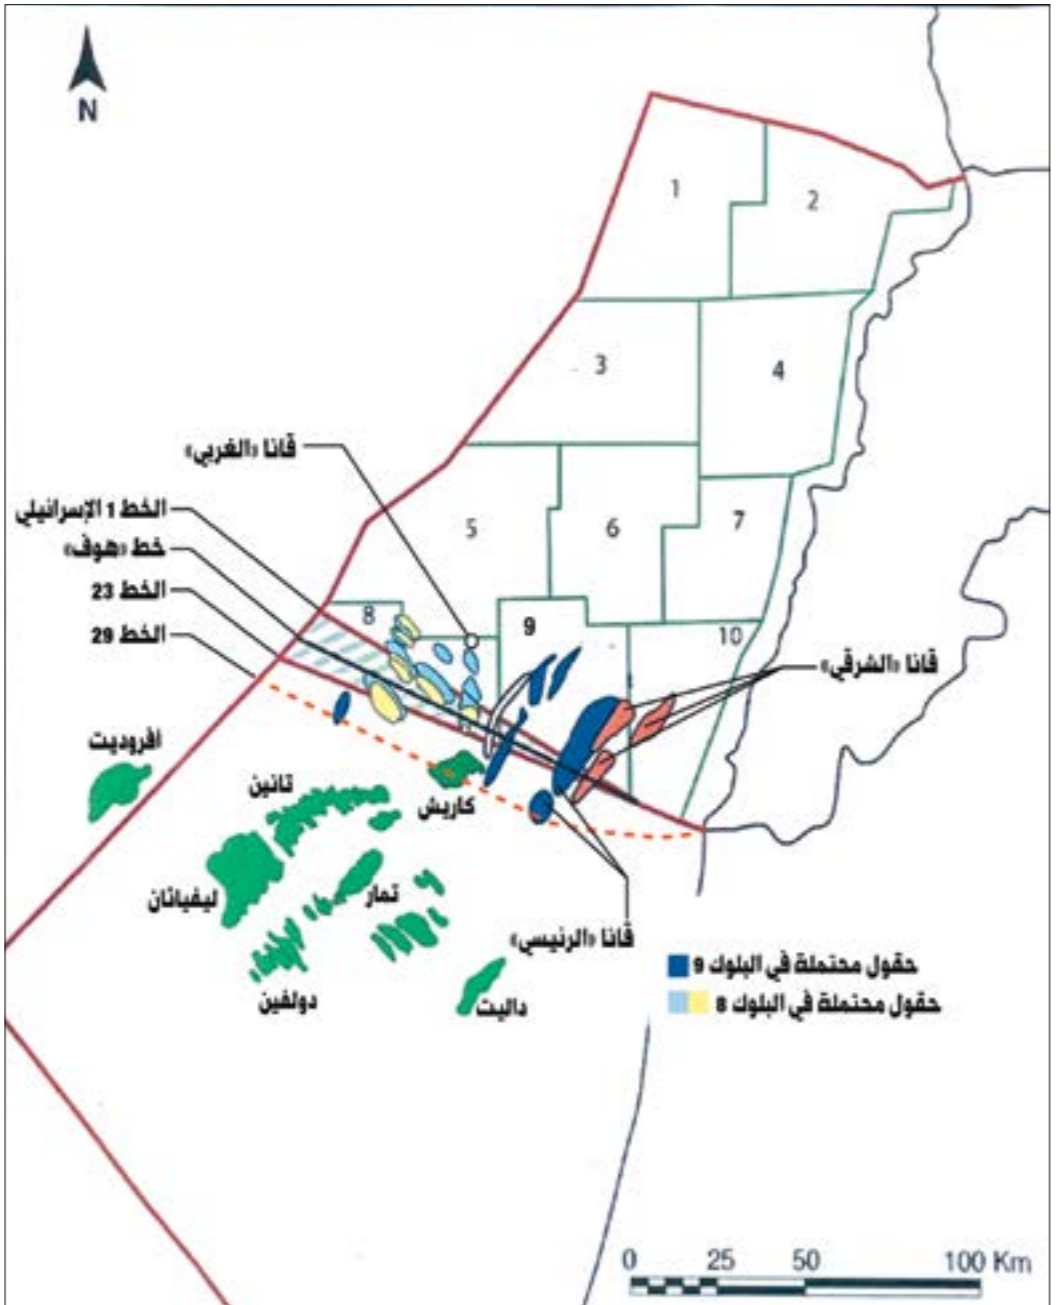 N
1
2
3
4
قانا «الغربي»
الخط 1 الإسرائيلي
5
6
7
خط «هوف»
الخط 23
8
9
10
الخط 29
قانا «الشرقي»
افروديت
تانين
كاريش
ليفياثان
تمار
قانا «الرئيسي»
دولفين
داليت
حقول محتملة في البلوك 9
حقول محتملة في البلوك 8
0 25 50 100 Km